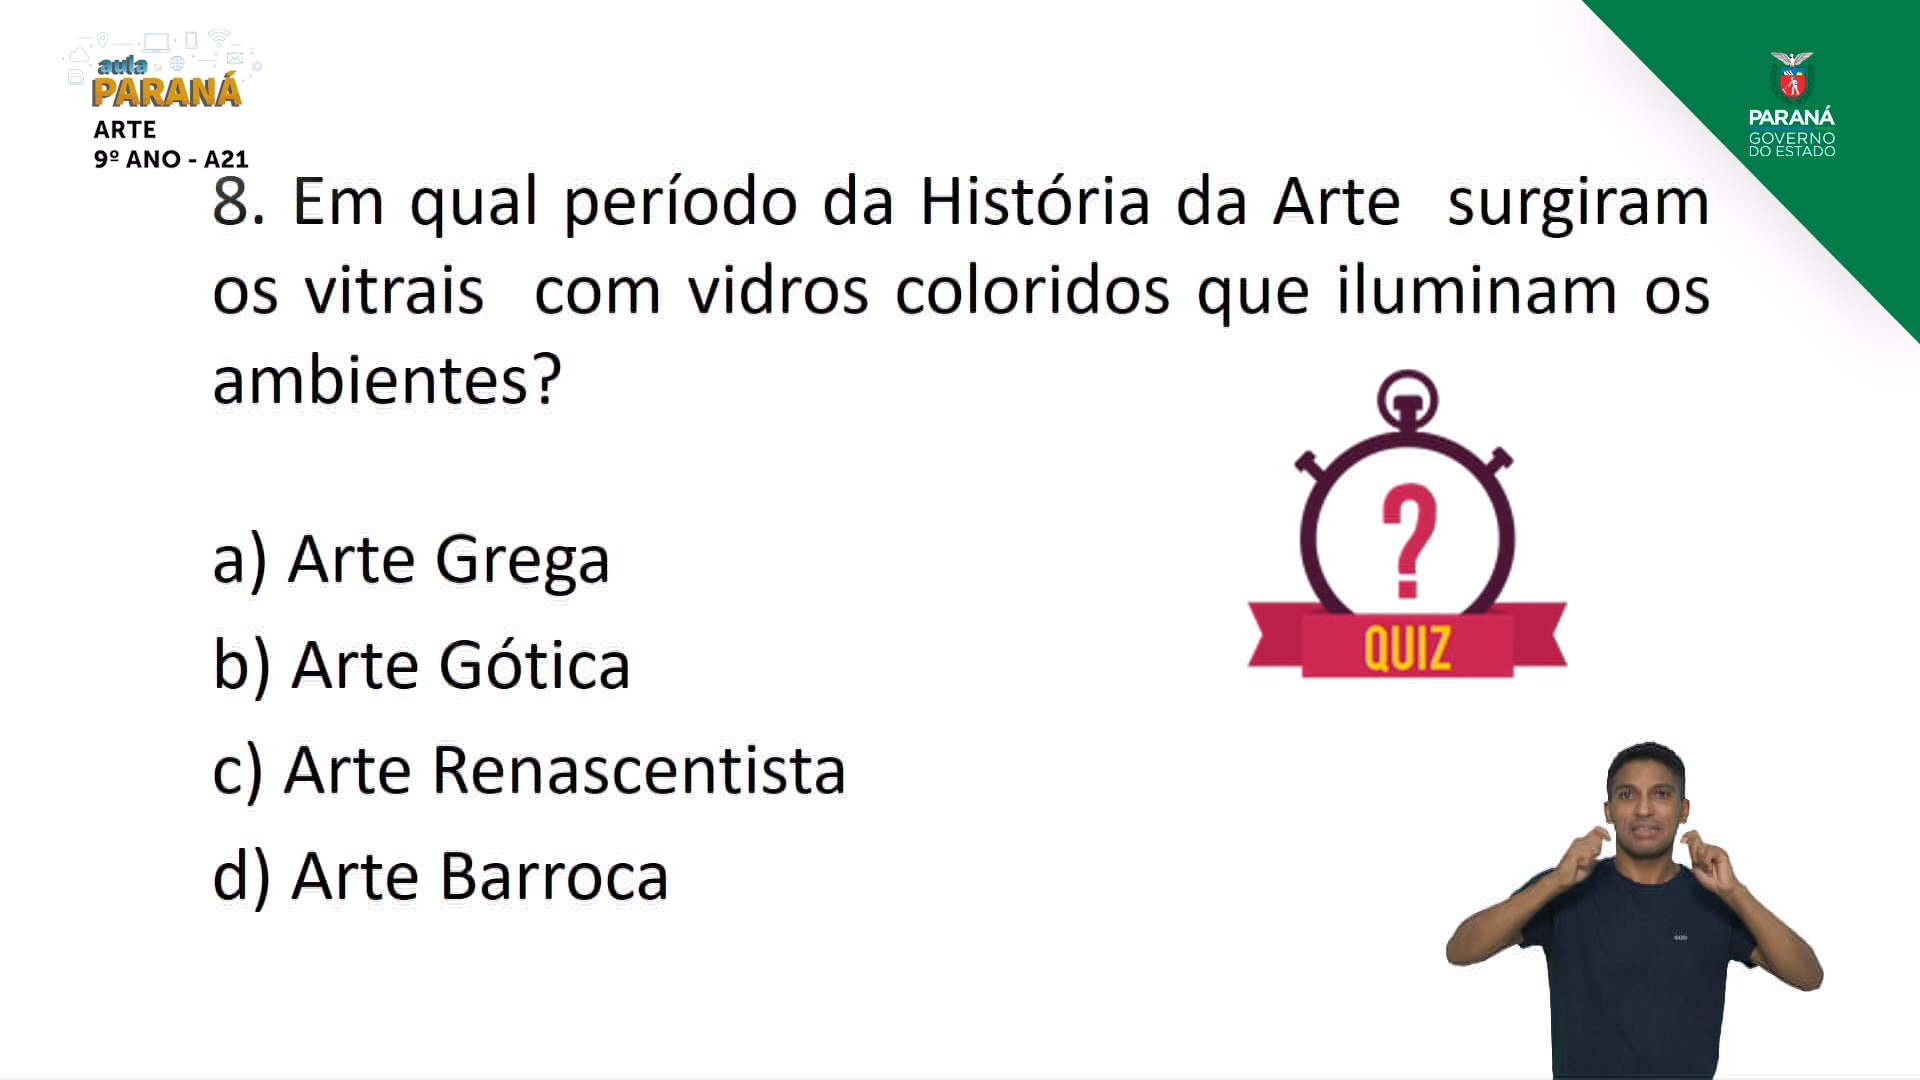 aula
PARANÁ
ARTE
9º ANO - A21
PARANÁ
GOVERNO
DO ESTADO
8. Em qual período da História da Arte surgiram
os vitrais com vidros coloridos que iluminam os
ambientes?
?
QUIZ
a) Arte Grega
b) Arte Gótica
c) Arte Renascentista
d) Arte Barroca